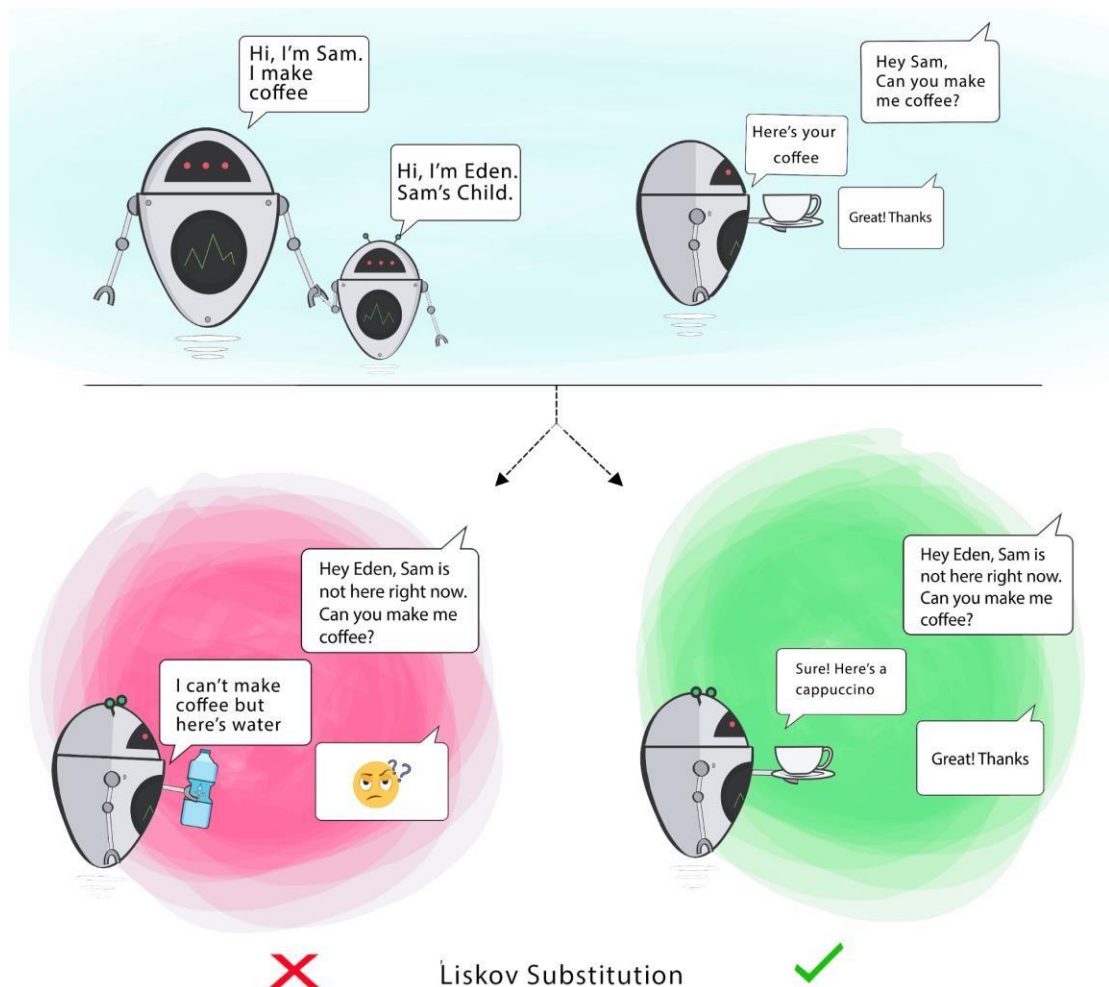 Hi, I'm Sam.
I make
coffee
Hi, I'm Eden.
Sam's Child.
Hey Sam,
Can you make
me coffee?
Here's your
coffee
Great! Thanks
Hey Eden, Sam is
not here right now.
Can you make me
coffee?
I can't make
coffee but
here's water
??
Hey Eden, Sam is
not here right now.
Can you make me
coffee?
Sure! Here's a
cappuccino
Great! Thanks
Liskov Substitution